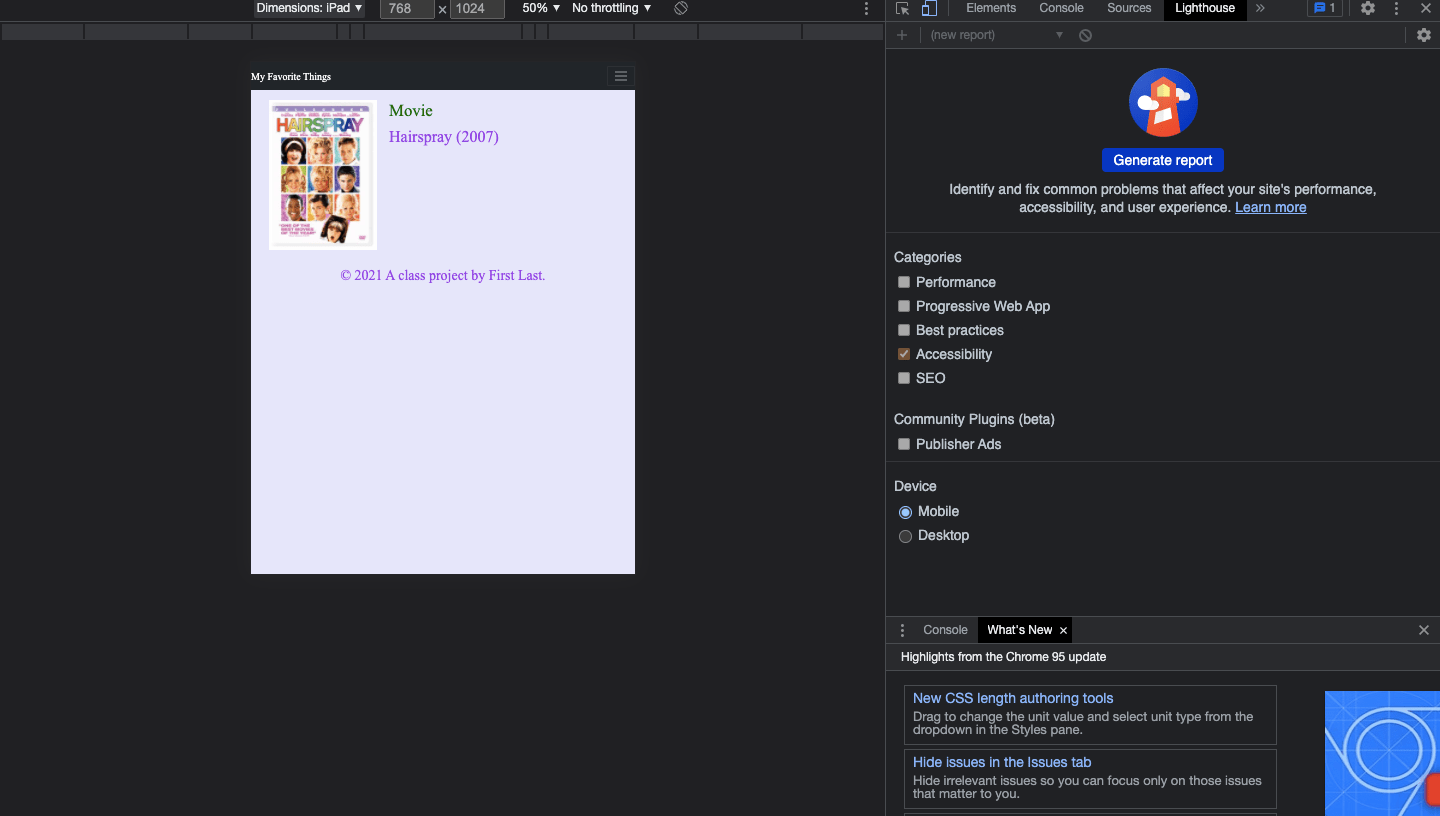 Dimensions: iPad ▼ 768 × 1024 50% ▼ No throttling ▼
Elements Console Sources Lighthouse » 1
(new report) ▼
My Favorite Things
HAIRSPRAY
"ONE OF THE
BEST MOVIES
OF THE YEAR!"
Movie
Hairspray (2007)
© 2021 A class project by First Last.
Generate report
Identify and fix common problems that affect your site's performance,
accessibility, and user experience. Learn more
Categories
Performance
Progressive Web App
Best practices
Accessibility
SEO
Community Plugins (beta)
Publisher Ads
Device
Mobile
Desktop
Console What's New ×
Highlights from the Chrome 95 update
New CSS length authoring tools
Drag to change the unit value and select unit type from the
dropdown in the Styles pane.
Hide issues in the Issues tab
Hide irrelevant issues so you can focus only on those issues
that matter to you.